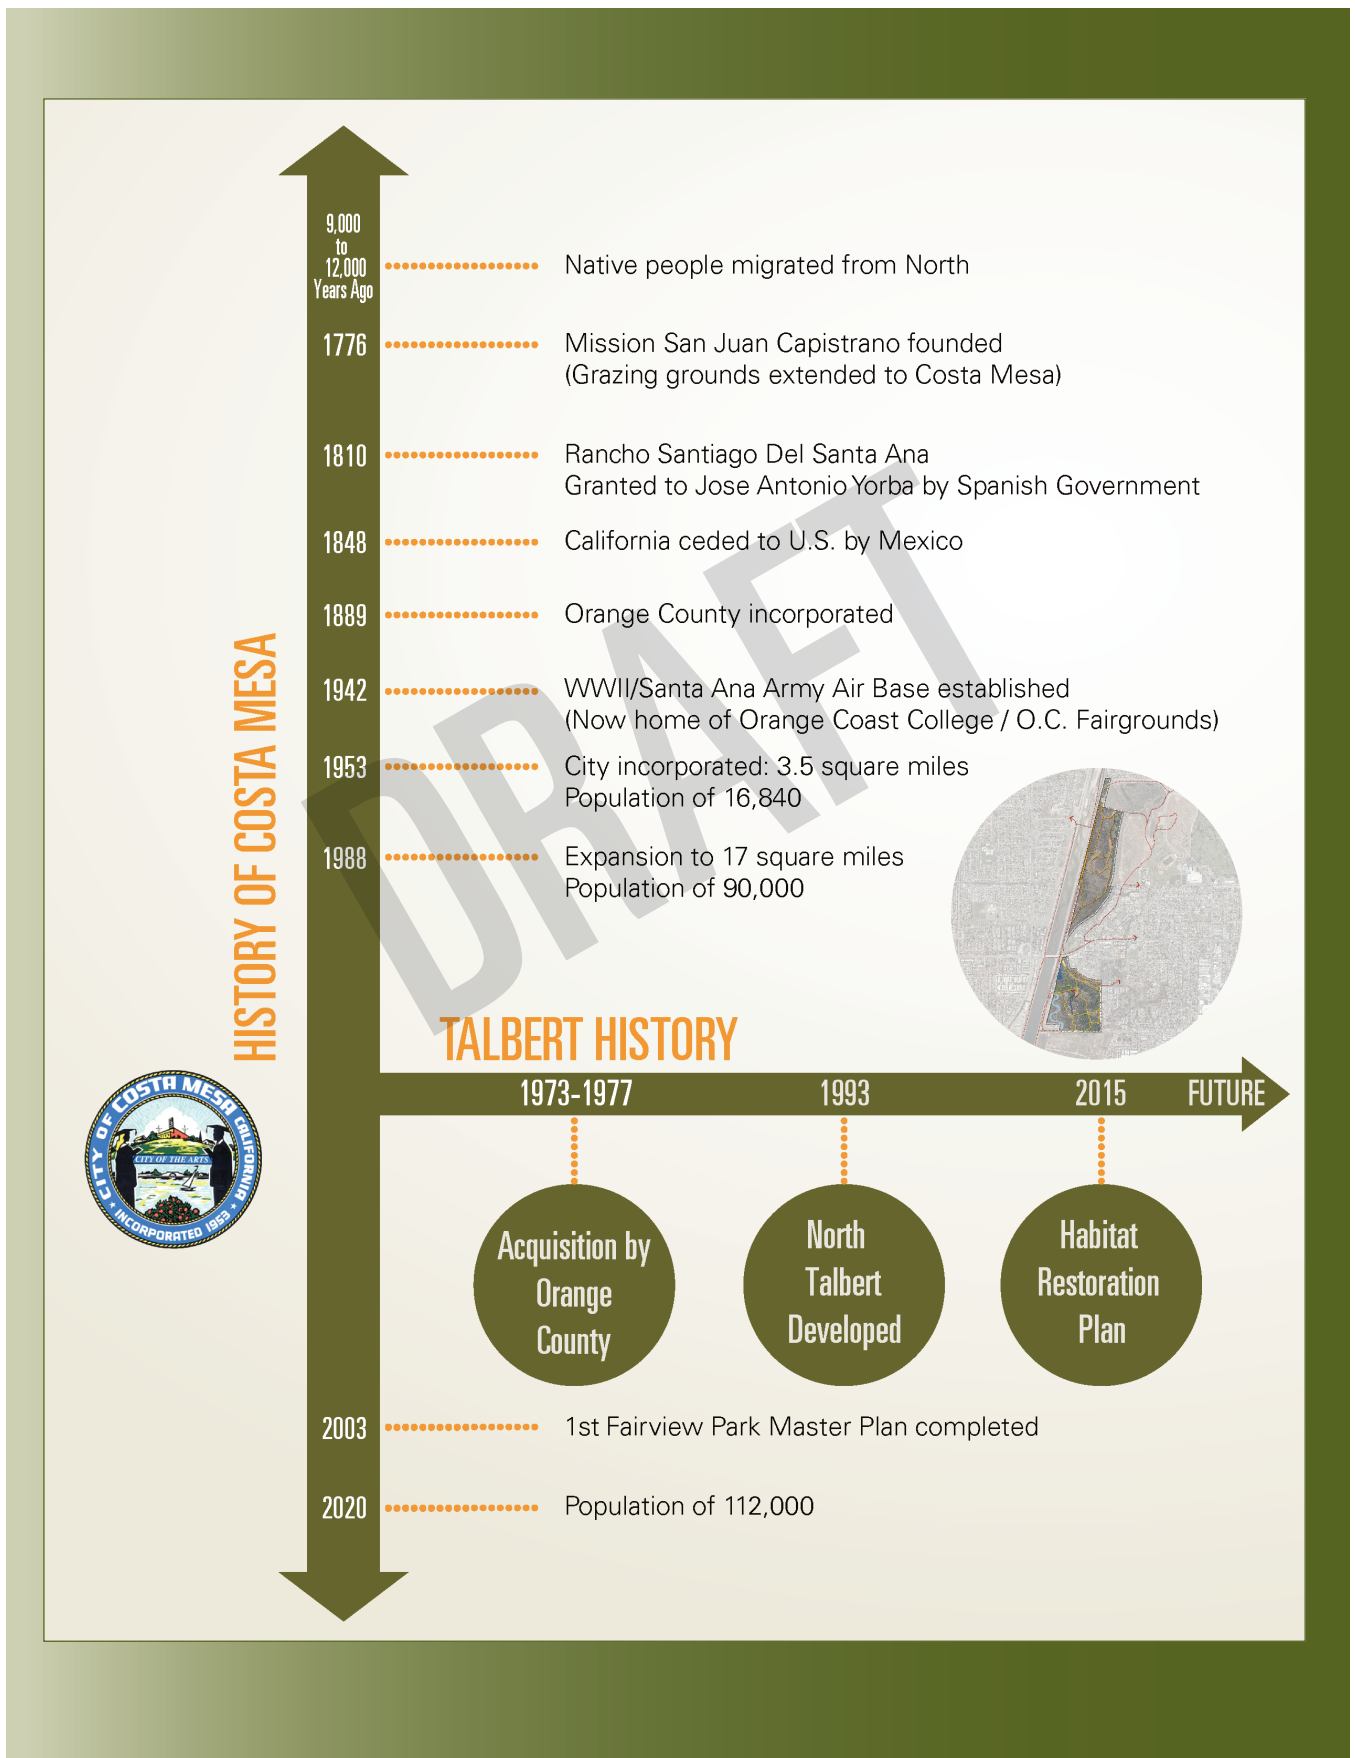 9,000
to
12,000
Years Ago
Native people migrated from North
1776
Mission San Juan Capistrano founded
(Grazing grounds extended to Costa Mesa)
1810
Rancho Santiago Del Santa Ana
Granted to Jose Antonio Yorba by Spanish Government
1848
California ceded to U.S. by Mexico
1889
Orange County incorporated
1942
WWII/Santa Ana Army Air Base established
(Now home of Orange Coast College / O.C. Fairgrounds)
1953
City incorporated: 3.5 square miles
Population of 16,840
1988
Expansion to 17 square miles
Population of 90,000
DRAFT
HISTORY OF COSTA MESA
TALBERT HISTORY
1973-1977
1993
2015
FUTURE
CITY OF COSTA MESA CALIFORNIA
CITY OF THE ARTS
★ INCORPORATED 1953 ★
Acquisition by
Orange
County
North
Talbert
Developed
Habitat
Restoration
Plan
2003
1st Fairview Park Master Plan completed
2020
Population of 112,000